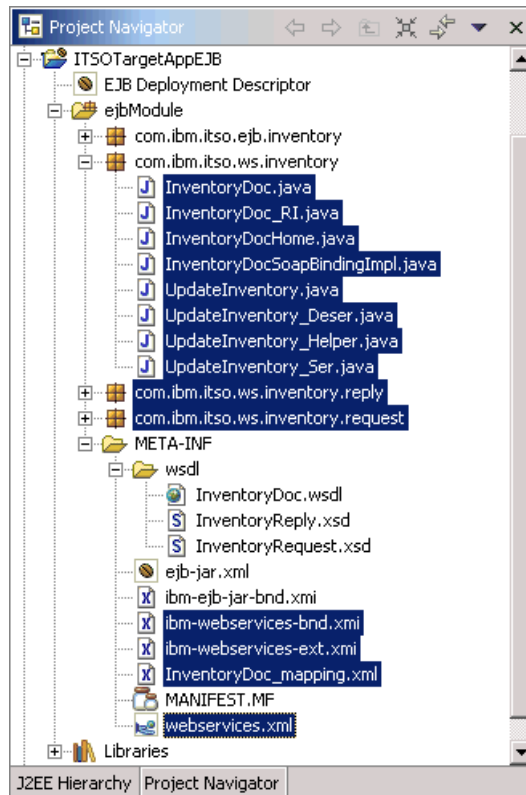 Project Navigator
ITSOTargetAppEJB
EJB Deployment Descriptor
ejbModule
com.ibm.itso.ejb.inventory
com.ibm.itso.ws.inventory
InventoryDoc.java
InventoryDoc_RI.java
InventoryDocHome.java
InventoryDocSoapBindingImpl.java
UpdateInventory.java
UpdateInventory_Deser.java
UpdateInventory_Helper.java
UpdateInventory_Ser.java
com.ibm.itso.ws.inventory.reply
com.ibm.itso.ws.inventory.request
META-INF
wsdl
InventoryDoc.wsdl
InventoryReply.xsd
InventoryRequest.xsd
ejb-jar.xml
ibm-ejb-jar-bnd.xmi
ibm-webservices-bnd.xmi
ibm-webservices-ext.xmi
InventoryDoc_mapping.xml
MANIFEST.MF
webservices.xml
Libraries
J2EE Hierarchy Project Navigator